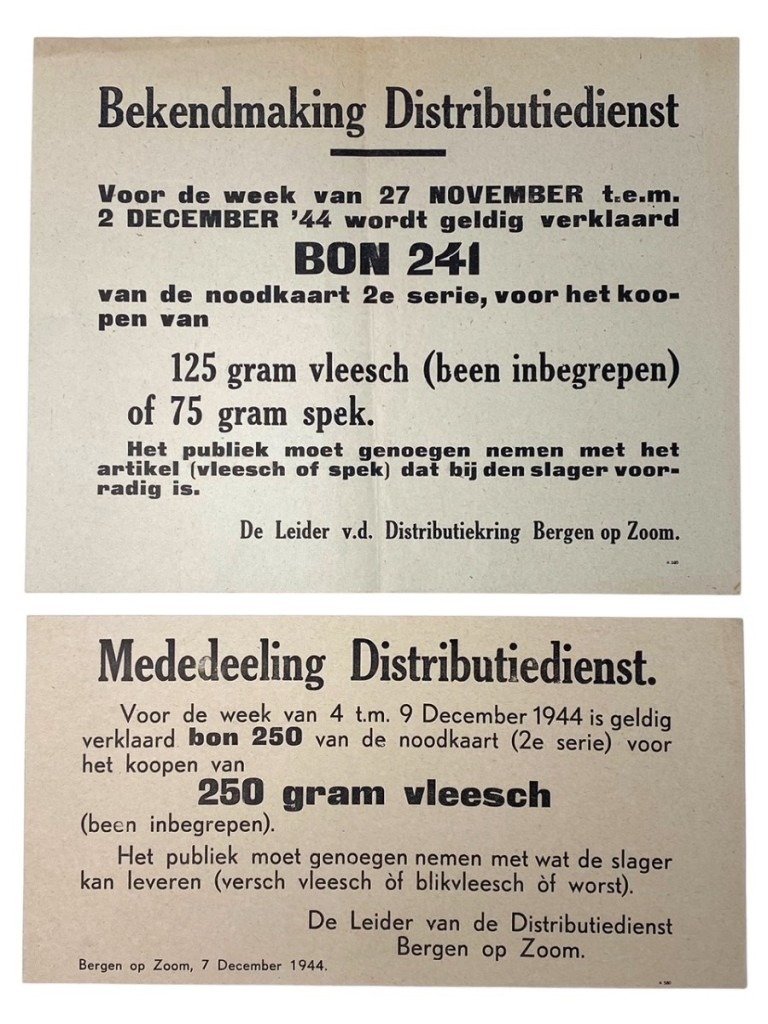 Bekendmaking Distributiedienst
Voor de week van 27 NOVEMBER t.e.m.
2 DECEMBER '44 wordt geldig verklaard
BON 241
van de noodkaart 2e serie, voor het koo-
pen van
125 gram vleesch (been inbegrepen)
of 75 gram spek.
Het publiek moet genoegen nemen met het
artikel (vleesch of spek) dat bij den slager voor-
radig is.
De Leider v.d. Distributiekring Bergen op Zoom.
Mededeeling Distributiedienst.
Voor de week van 4 t.m. 9 December 1944 is geldig
verklaard bon 250 van de noodkaart (2e serie) voor
het koopen van
250 gram vleesch
(been inbegrepen).
Het publiek moet genoegen nemen met wat de slager
kan leveren (versch vleesch òf blikvleesch òf worst).
De Leider van de Distributiedienst
Bergen op Zoom.
Bergen op Zoom, 7 December 1944.